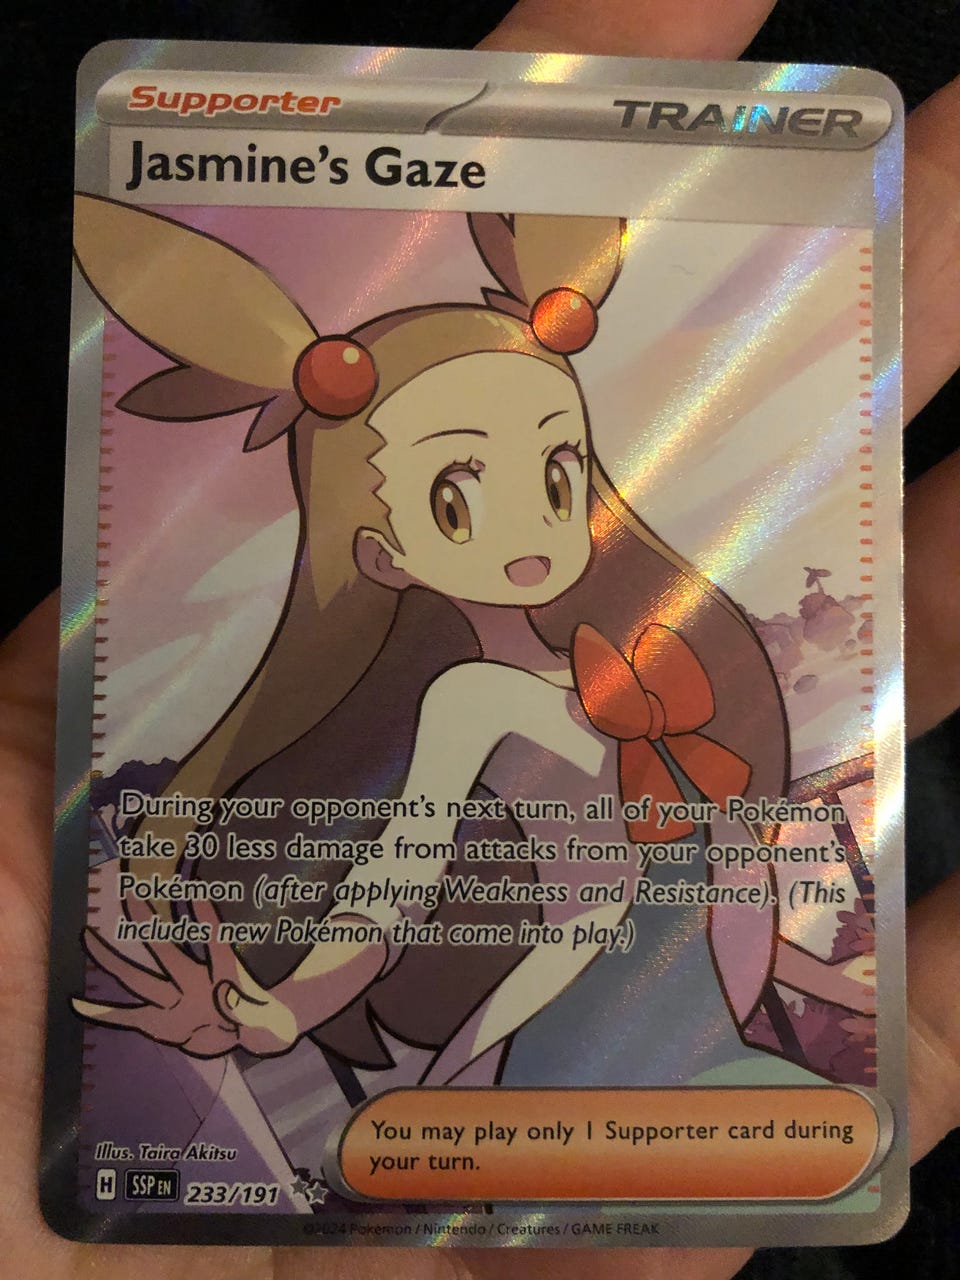 Supporter TRAINER
Jasmine's Gaze
During your opponent's next turn, all of your Pokémon
take 30 less damage from attacks from your opponent's
Pokémon (after applying Weakness and Resistance). (This
includes new Pokémon that come into play.)
You may play only 1 Supporter card during
your turn.
Illus. Taira Akitsu
H SSP EN 233/191
©2024 Pokémon / Nintendo / Creatures / GAME FREAK